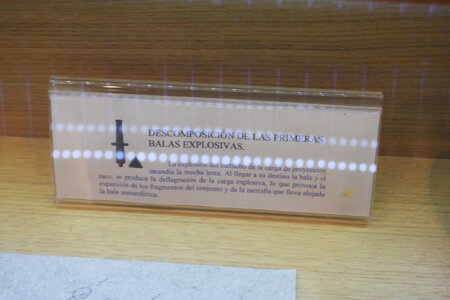 DESCOMPOSICIÓN DE LAS PRIMERAS
BALAS EXPLOSIVAS.
La explosión del cartucho de la carga de proyección
incendia la mecha lenta. Al llegar a su destino la bala y el
taco, se produce la deflagración de la carga explosiva, lo que provoca la
expansión de los fragmentos del conjunto y de la metralla que lleva alojada
la bala semiesférica.